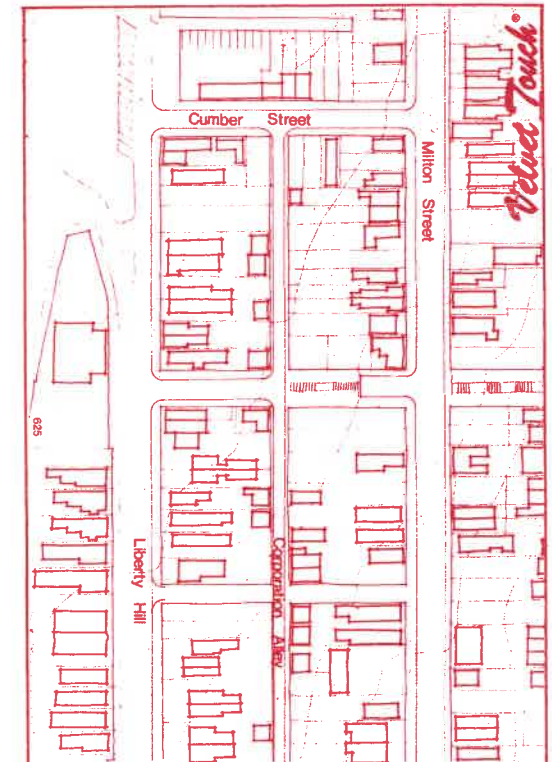 Velvet Touch®
Cumber Street
Milton Street
625
Liberty Hill
Corporation Alley